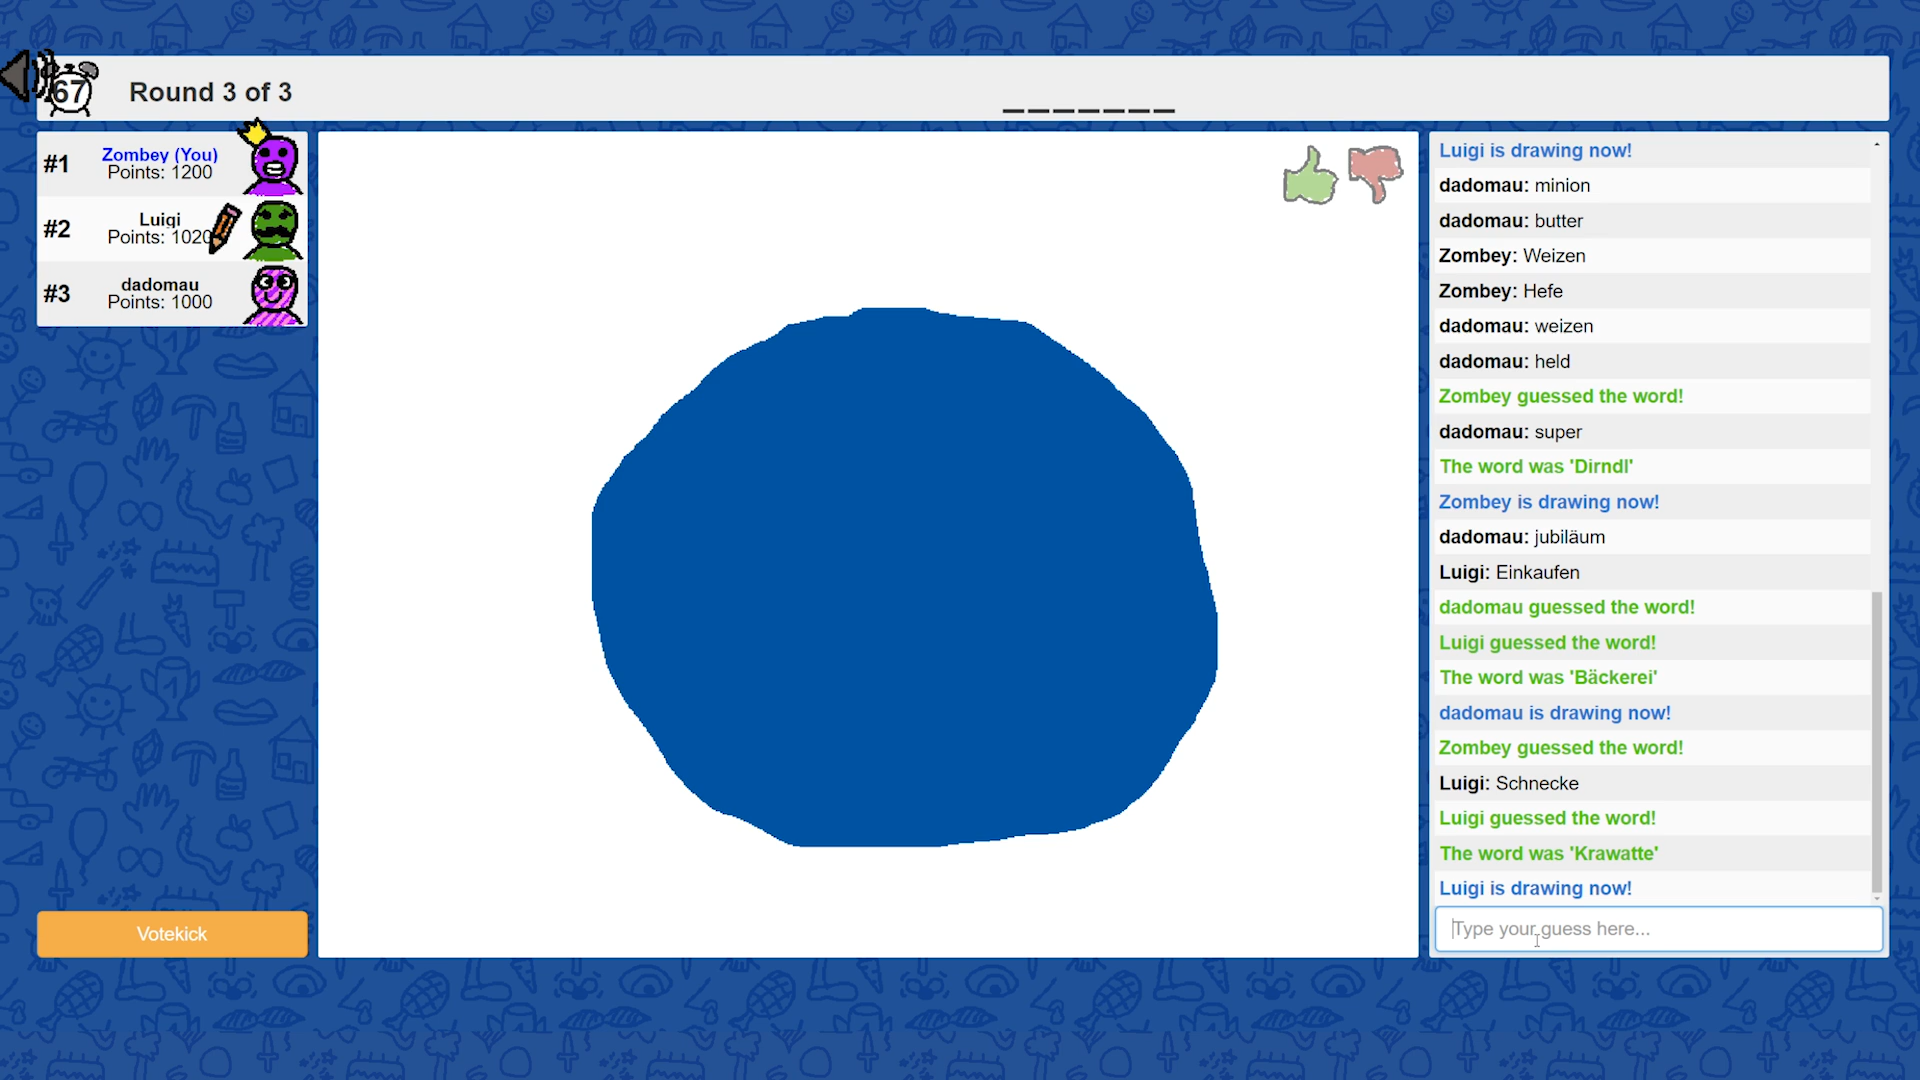 67
Round 3 of 3
_______
#1
Zombey (You)
Points: 1200
#2
Luigi
Points: 1020
#3
dadomau
Points: 1000
Votekick
Luigi is drawing now!
dadomau: minion
dadomau: butter
Zombey: Weizen
Zombey: Hefe
dadomau: weizen
dadomau: held
Zombey guessed the word!
dadomau: super
The word was 'Dirndl'
Zombey is drawing now!
dadomau: jubiläum
Luigi: Einkaufen
dadomau guessed the word!
Luigi guessed the word!
The word was 'Bäckerei'
dadomau is drawing now!
Zombey guessed the word!
Luigi: Schnecke
Luigi guessed the word!
The word was 'Krawatte'
Luigi is drawing now!
Type your guess here...